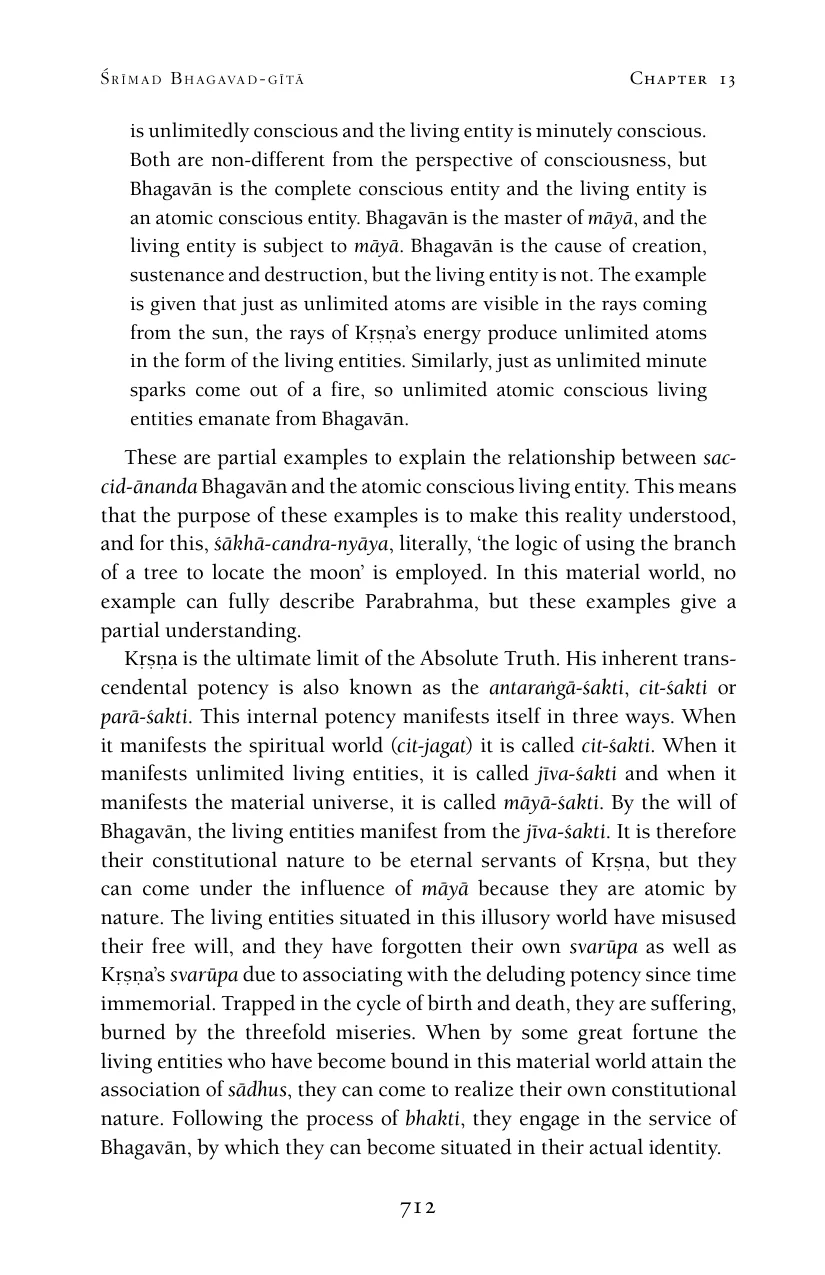 Śrīmad Bhagavad-gītā Chapter 13
is unlimitedly conscious and the living entity is minutely conscious.
Both are non-different from the perspective of consciousness, but
Bhagavān is the complete conscious entity and the living entity is
an atomic conscious entity. Bhagavān is the master of māyā, and the
living entity is subject to māyā. Bhagavān is the cause of creation,
sustenance and destruction, but the living entity is not. The example
is given that just as unlimited atoms are visible in the rays coming
from the sun, the rays of Kṛṣṇa’s energy produce unlimited atoms
in the form of the living entities. Similarly, just as unlimited minute
sparks come out of a fire, so unlimited atomic conscious living
entities emanate from Bhagavān.
These are partial examples to explain the relationship between sac-
cid-ānanda Bhagavān and the atomic conscious living entity. This means
that the purpose of these examples is to make this reality understood,
and for this, śākhā-candra-nyāya, literally, ‘the logic of using the branch
of a tree to locate the moon’ is employed. In this material world, no
example can fully describe Parabrahma, but these examples give a
partial understanding.
Kṛṣṇa is the ultimate limit of the Absolute Truth. His inherent trans-
cendental potency is also known as the antaraṅgā-śakti, cit-śakti or
parā-śakti. This internal potency manifests itself in three ways. When
it manifests the spiritual world (cit-jagat) it is called cit-śakti. When it
manifests unlimited living entities, it is called jīva-śakti and when it
manifests the material universe, it is called māyā-śakti. By the will of
Bhagavān, the living entities manifest from the jīva-śakti. It is therefore
their constitutional nature to be eternal servants of Kṛṣṇa, but they
can come under the influence of māyā because they are atomic by
nature. The living entities situated in this illusory world have misused
their free will, and they have forgotten their own svarūpa as well as
Kṛṣṇa’s svarūpa due to associating with the deluding potency since time
immemorial. Trapped in the cycle of birth and death, they are suffering,
burned by the threefold miseries. When by some great fortune the
living entities who have become bound in this material world attain the
association of sādhus, they can come to realize their own constitutional
nature. Following the process of bhakti, they engage in the service of
Bhagavān, by which they can become situated in their actual identity.
712